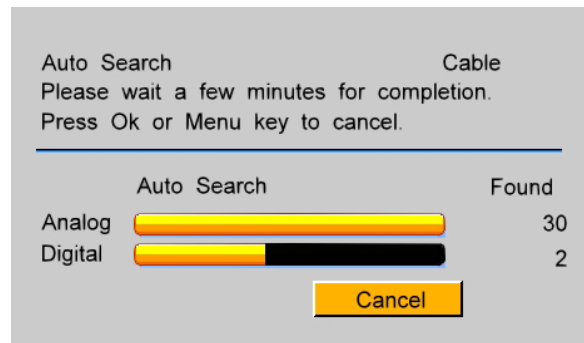 Auto Search Cable
Please wait a few minutes for completion.
Press Ok or Menu key to cancel.
Auto Search Found
Analog 30
Digital 2
Cancel